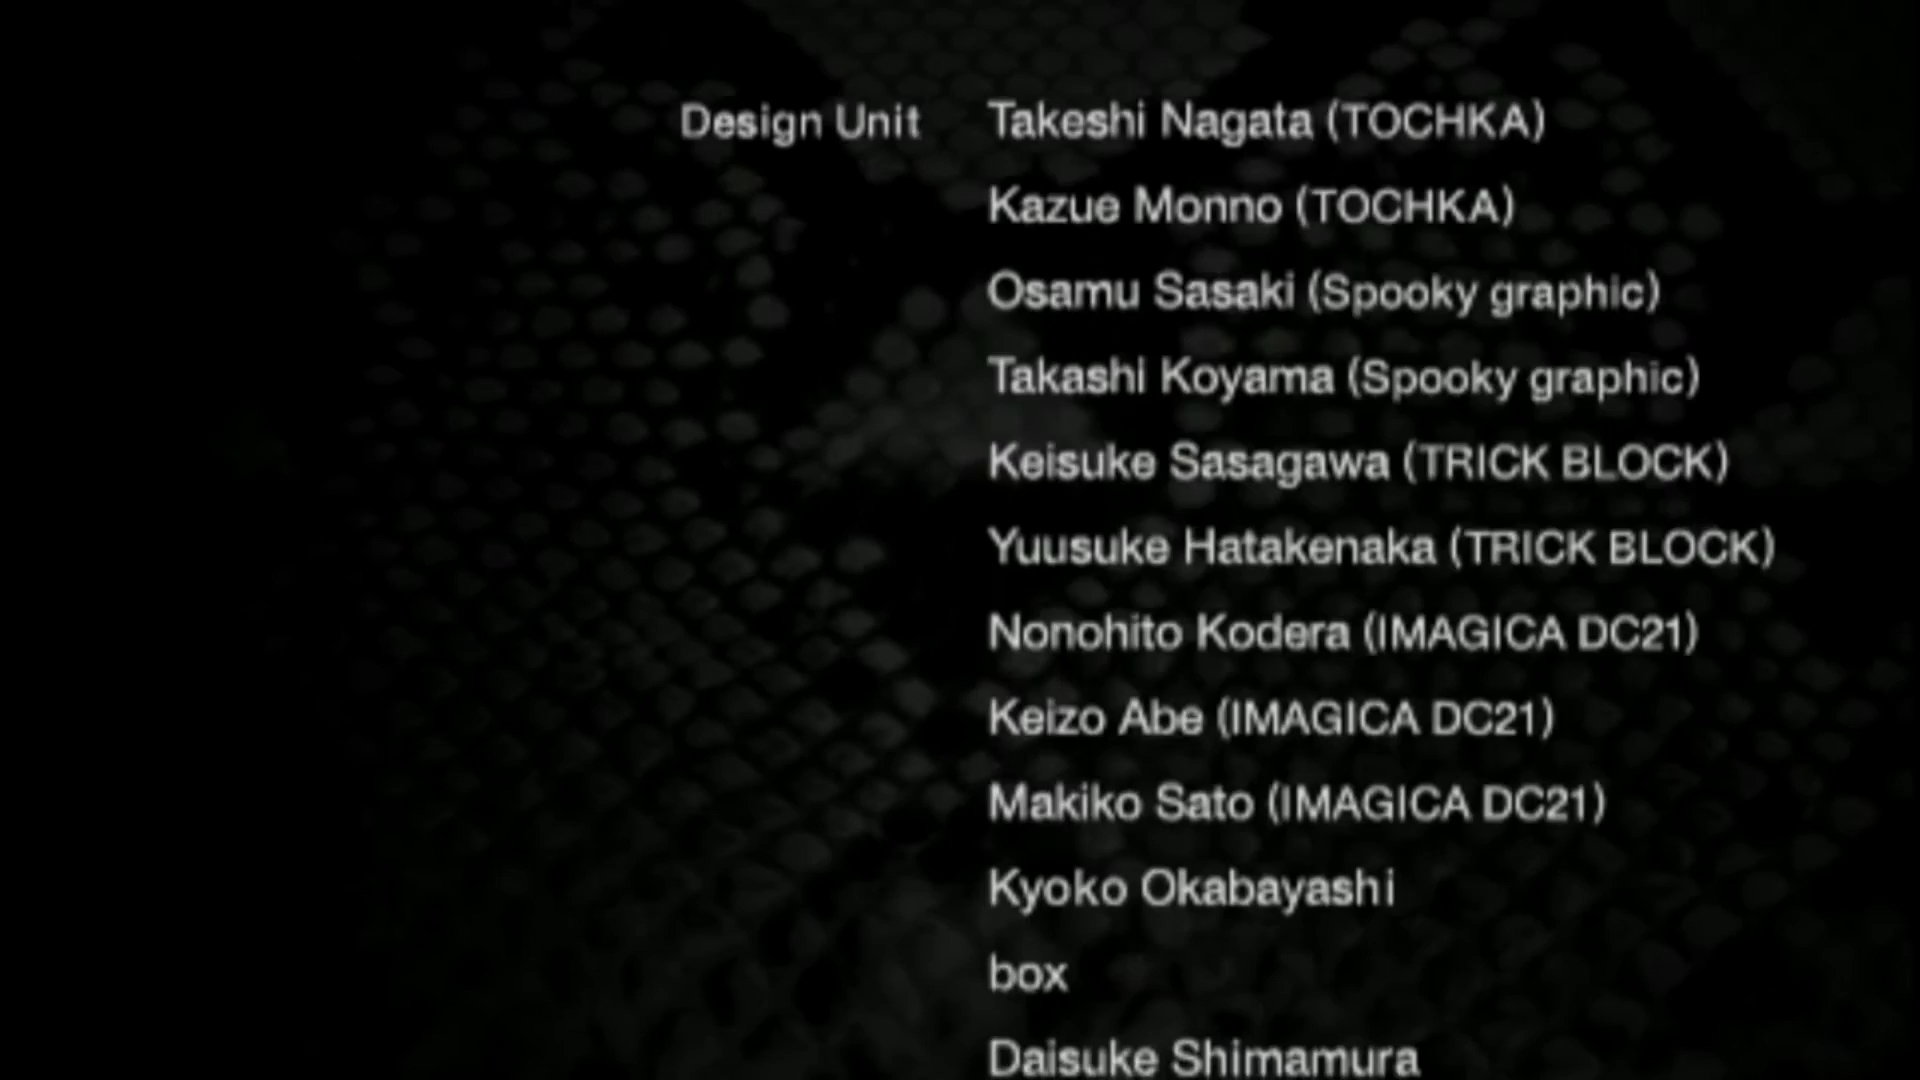 Design Unit Takeshi Nagata (TOCHKA)
Kazue Monno (TOCHKA)
Osamu Sasaki (Spooky graphic)
Takashi Koyama (Spooky graphic)
Keisuke Sasagawa (TRICK BLOCK)
Yuusuke Hatakenaka (TRICK BLOCK)
Nonohito Kodera (IMAGICA DC21)
Keizo Abe (IMAGICA DC21)
Makiko Sato (IMAGICA DC21)
Kyoko Okabayashi
box
Daisuke Shimamura